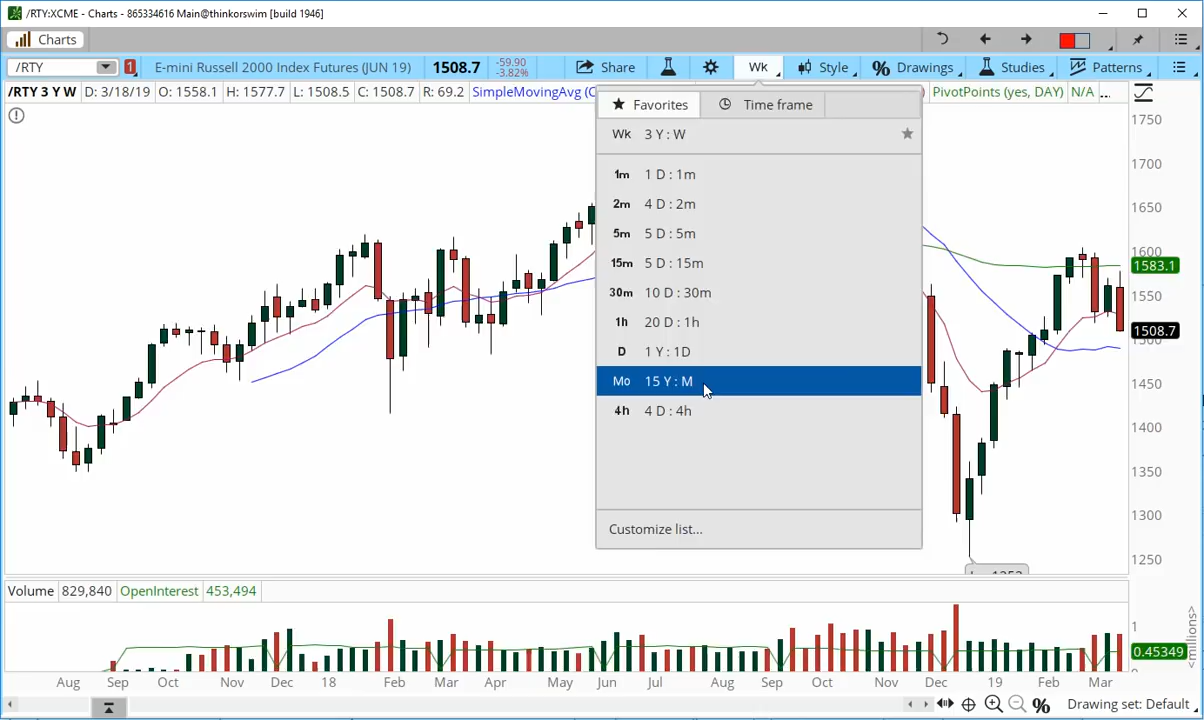 /RTY:XCME - Charts - 865334616 Main@thinkorswim [build 1946]
Charts
/RTY 1 E-mini Russell 2000 Index Futures (JUN 19) 1508.7 -59.90 -3.82% Share Wk Style Drawings Studies Patterns
/RTY 3 Y W D: 3/18/19 O: 1558.1 H: 1577.7 L: 1508.5 C: 1508.7 R: 69.2 SimpleMovingAvg (C ) PivotPoints (yes, DAY) N/A ...
Favorites Time frame
Wk 3 Y : W
1m 1 D : 1m
2m 4 D : 2m
5m 5 D : 5m
15m 5 D : 15m
30m 10 D : 30m
1h 20 D : 1h
D 1 Y : 1D
Mo 15 Y : M
4h 4 D : 4h
Customize list...
1750
1700
1650
1600
1583.1
1550
1508.7
1450
1400
1350
1300
1250
Volume 829,840 OpenInterest 453,494
1
0.45349
<millions>
Aug Sep Oct Nov Dec 18 Feb Mar Apr May Jun Jul Aug Sep Oct Nov Dec 19 Feb Mar
Drawing set: Default